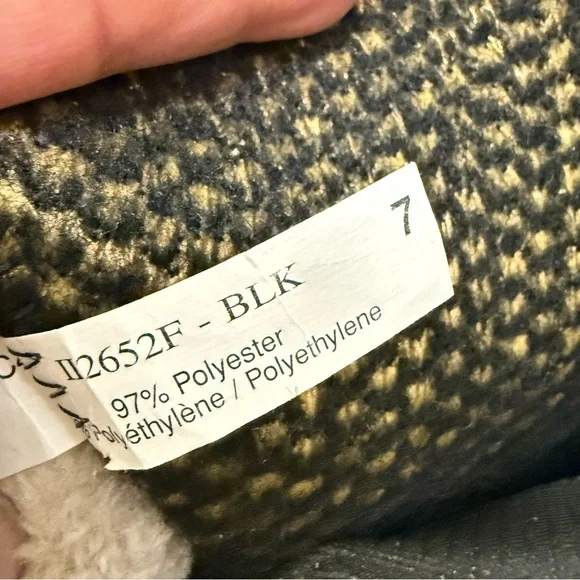 7
II2652F - BLK
97% Polyester
Polyéthylène / Polyethylene